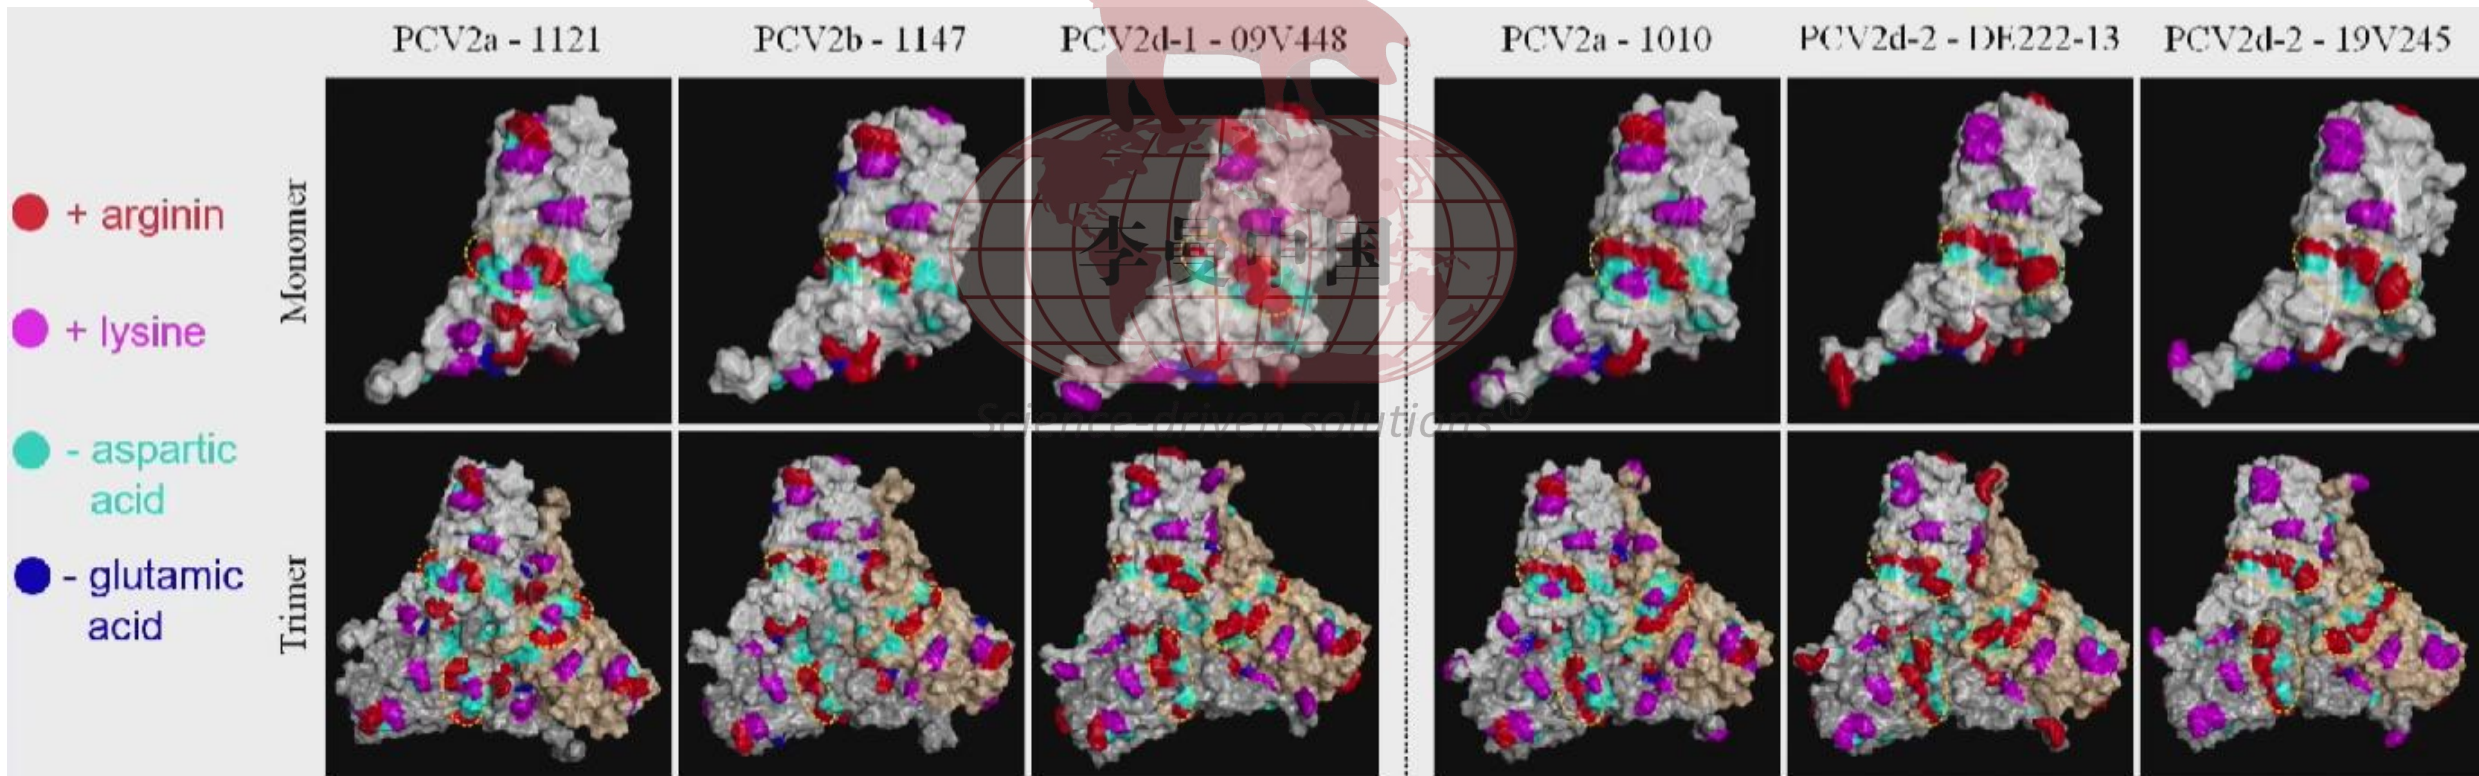 PCV2a - 1121
PCV2b - 1147
PCV2d-1 - 09V448
PCV2a - 1010
PCV2d-2 - DE222-13
PCV2d-2 - 19V245
+ arginin
+ lysine
- aspartic
acid
- glutamic
acid
Monomer
Trimer
李曼中国
Science-driven solutions®